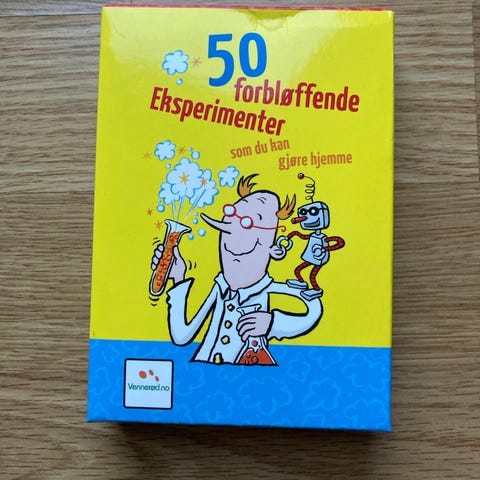 50
forbløffende
Eksperimenter
som du kan
gjøre hjemme
Vennerød.no